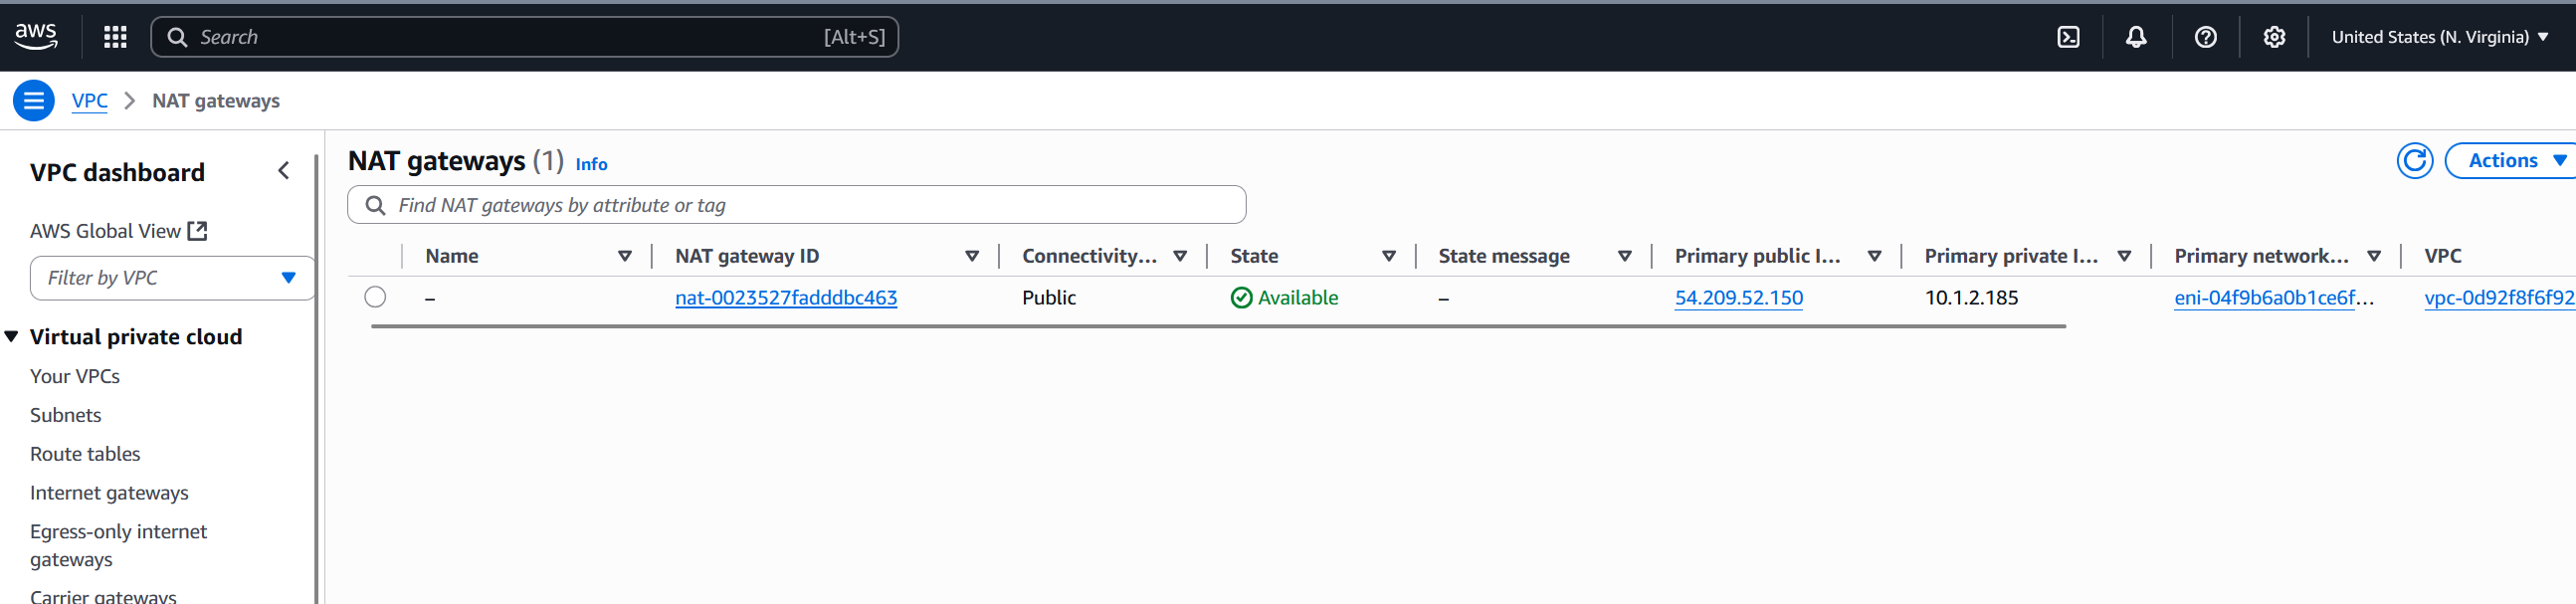 aws Search [Alt+S] United States (N. Virginia)
VPC NAT gateways
VPC dashboard
AWS Global View
Filter by VPC
Virtual private cloud
Your VPCs
Subnets
Route tables
Internet gateways
Egress-only internet
gateways
Carrier gateways
NAT gateways (1) Info
Actions
Find NAT gateways by attribute or tag
Name NAT gateway ID Connectivity... State State message Primary public I... Primary private I... Primary network... VPC
– nat-0023527fadddbc463 Public Available – 54.209.52.150 10.1.2.185 eni-04f9b6a0b1ce6f... vpc-0d92f8f6f92